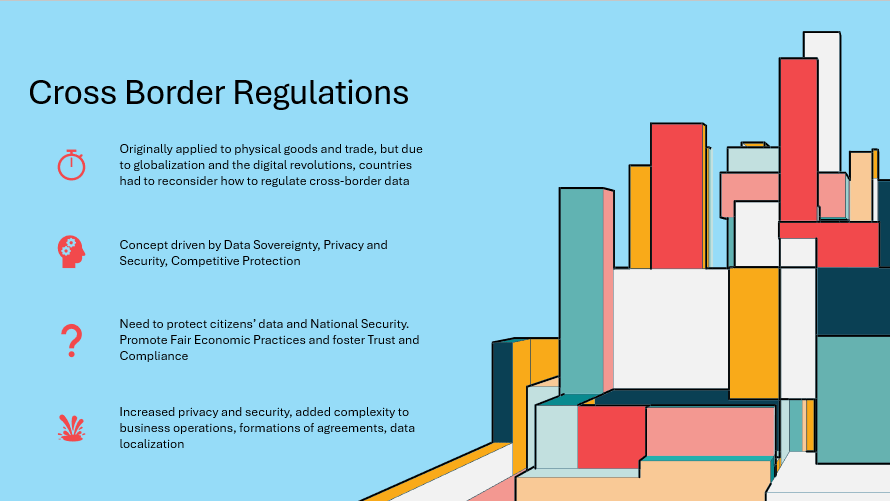 Cross Border Regulations
Originally applied to physical goods and trade, but due
to globalization and the digital revolutions, countries
had to reconsider how to regulate cross-border data
Concept driven by Data Sovereignty, Privacy and
Security, Competitive Protection
Need to protect citizens’ data and National Security.
Promote Fair Economic Practices and foster Trust and
Compliance
Increased privacy and security, added complexity to
business operations, formations of agreements, data
localization